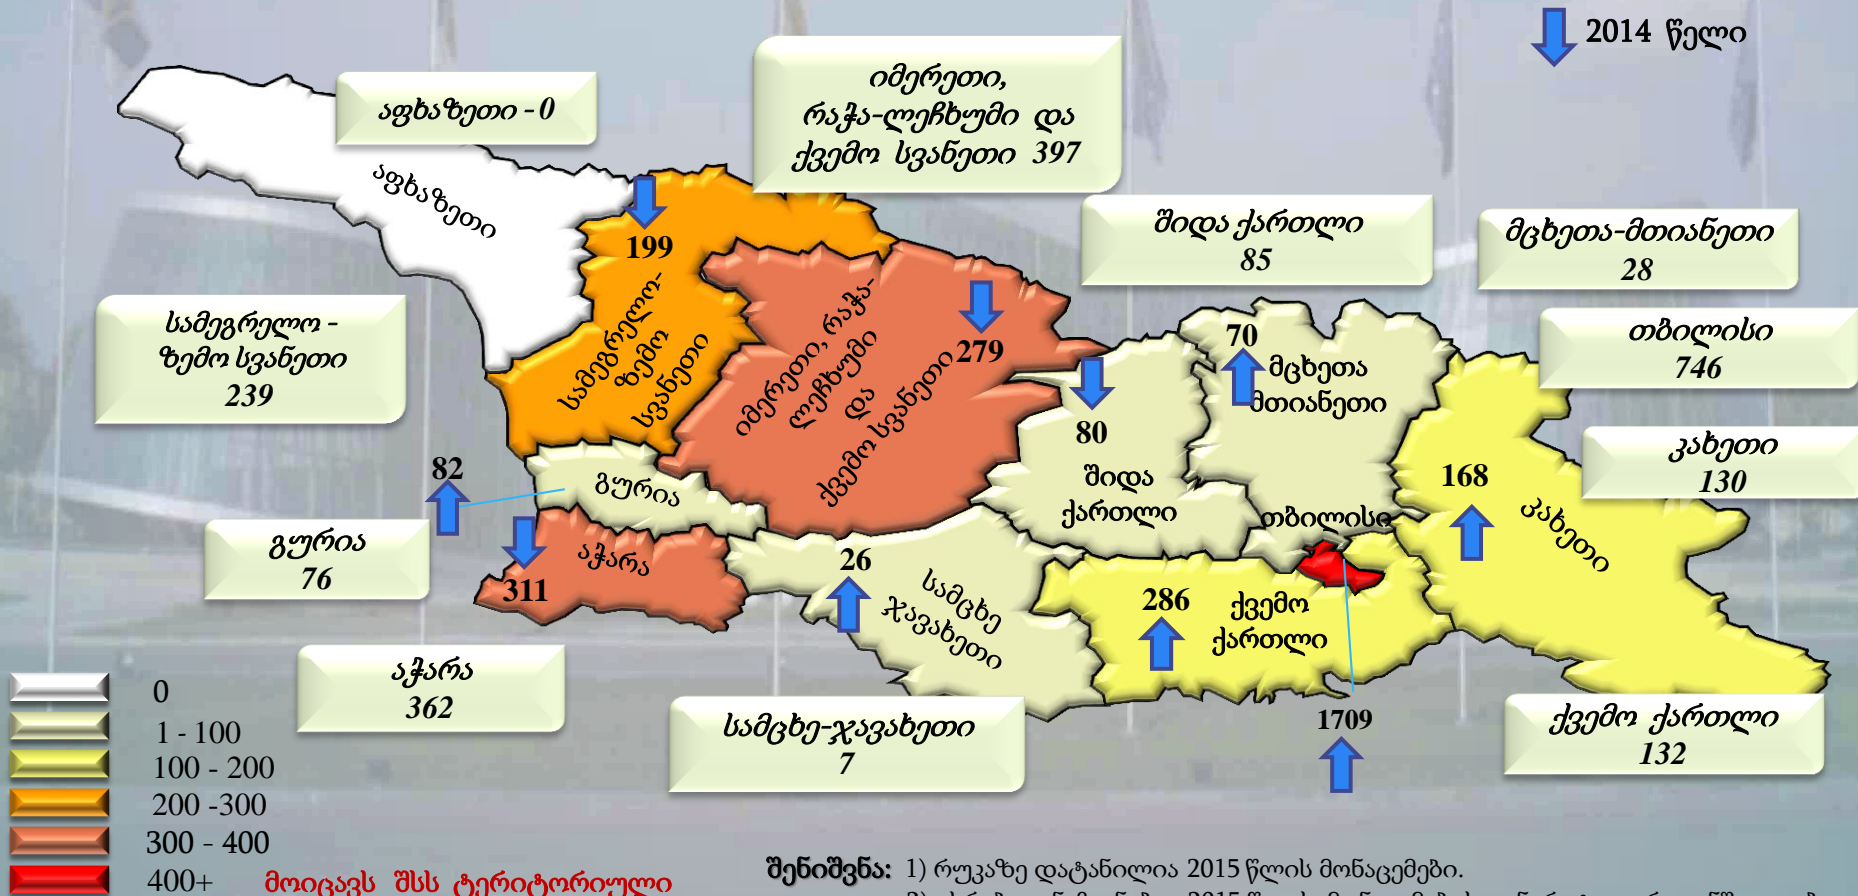 2014 წელი
აფხაზეთი - 0
იმერეთი,
რაჭა-ლეჩხუმი და
ქვემო სვანეთი 397
შიდა ქართლი
85
მცხეთა-მთიანეთი
28
სამეგრელო -
ზემო სვანეთი
239
თბილისი
746
კახეთი
130
გურია
76
აჭარა
362
სამცხე-ჯავახეთი
7
ქვემო ქართლი
132
აფხაზეთი
199
სამეგრელო-
ზემო
სვანეთი
იმერეთი, რაჭა-
ლეჩხუმი
და
ქვემო სვანეთი
279
80
შიდა
ქართლი
70
მცხეთა
მთიანეთი
168
კახეთი
თბილისი
82
გურია
311
აჭარა
26
სამცხე
ჯავახეთი
286
ქვემო
ქართლი
1709
0
1 - 100
100 - 200
200 -300
300 - 400
400+ მოიცავს შსს ტერიტორიული
შენიშვნა: 1) რუკაზე დატანილია 2015 წლის მონაცემები.